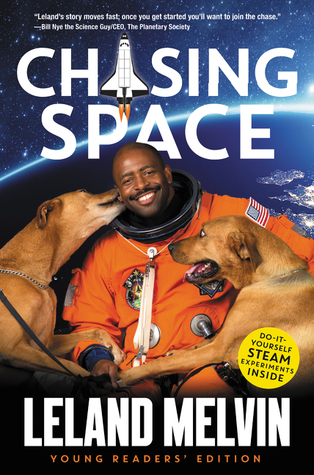 "Leland's story moves fast; once you get started you'll want to join the chase."
—Bill Nye the Science Guy/CEO, The Planetary Society
CHASING
SPACE
DO-IT-
YOURSELF
STEAM
EXPERIMENTS
INSIDE
LELAND MELVIN
YOUNG READERS' EDITION